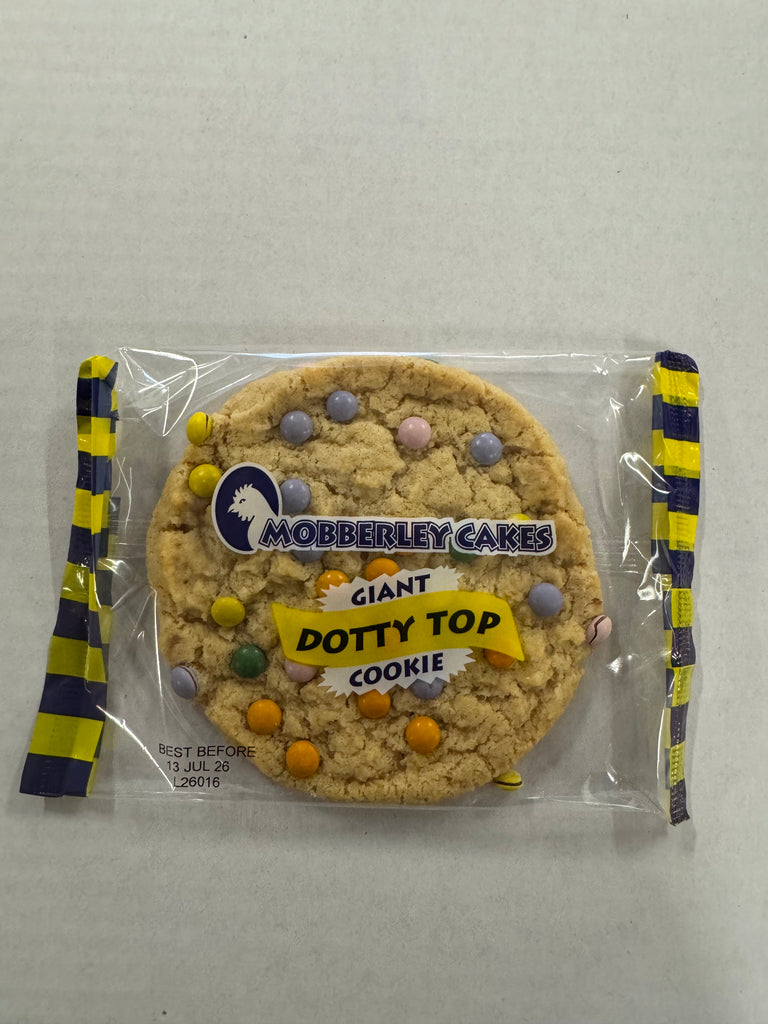 MOBBERLEY CAKES
GIANT
DOTTY TOP
COOKIE
BEST BEFORE
13 JUL 26
L26016